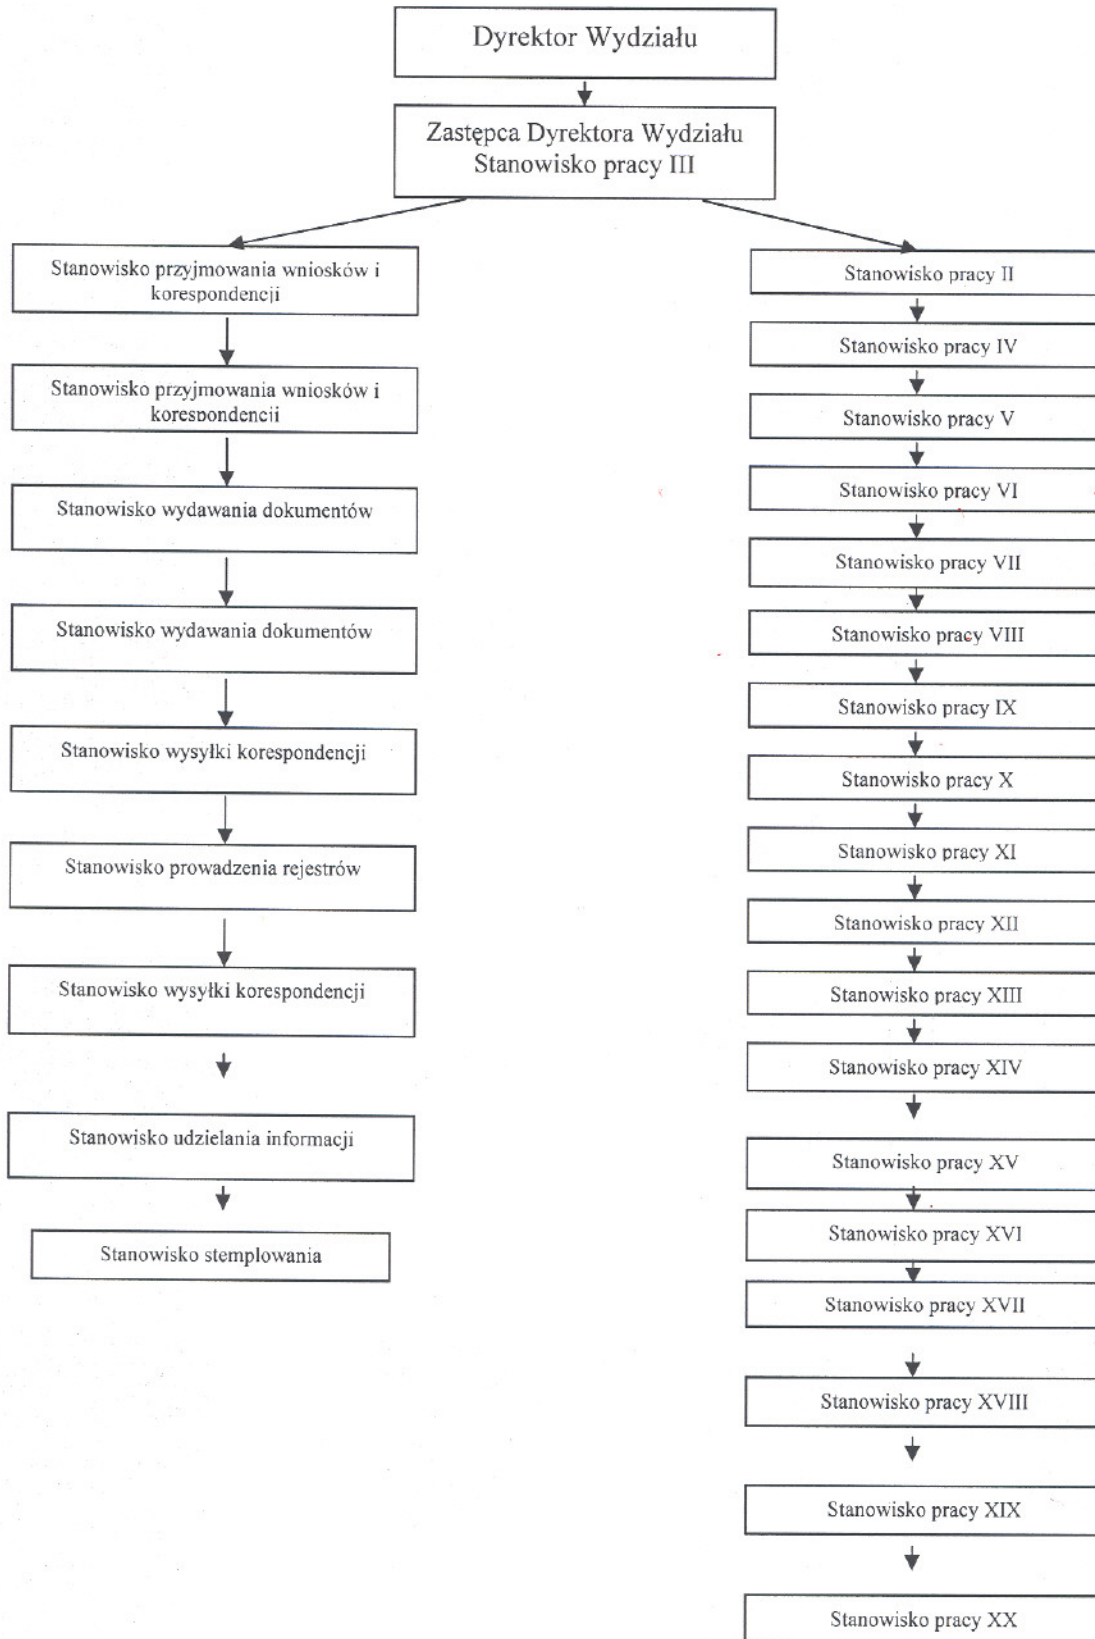 Dyrektor Wydziału
Zastępca Dyrektora Wydziału
Stanowisko pracy III
Stanowisko przyjmowania wniosków i
korespondencji
Stanowisko przyjmowania wniosków i
korespondencji
Stanowisko wydawania dokumentów
Stanowisko wydawania dokumentów
Stanowisko wysyłki korespondencji
Stanowisko prowadzenia rejestrów
Stanowisko wysyłki korespondencji
Stanowisko udzielania informacji
Stanowisko stemplowania
Stanowisko pracy II
Stanowisko pracy IV
Stanowisko pracy V
Stanowisko pracy VI
Stanowisko pracy VII
Stanowisko pracy VIII
Stanowisko pracy IX
Stanowisko pracy X
Stanowisko pracy XI
Stanowisko pracy XII
Stanowisko pracy XIII
Stanowisko pracy XIV
Stanowisko pracy XV
Stanowisko pracy XVI
Stanowisko pracy XVII
Stanowisko pracy XVIII
Stanowisko pracy XIX
Stanowisko pracy XX